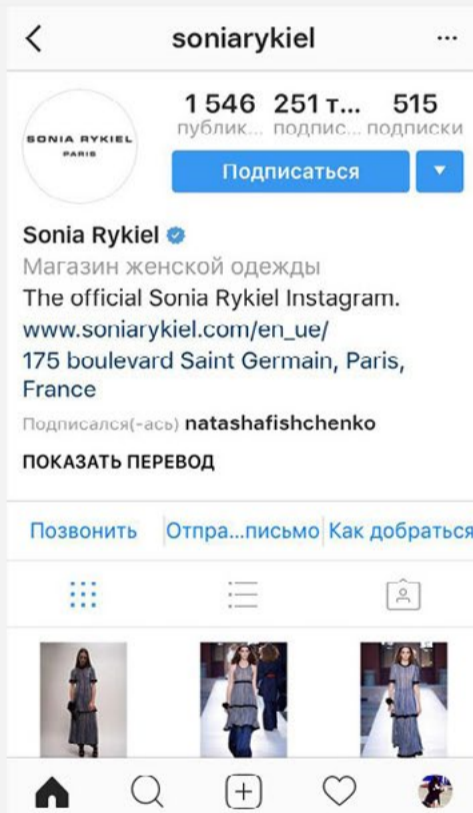 soniarykiel
SONIA RYKIEL
PARIS
1 546 251 т... 515
публик... подпис... подписки
Подписаться
Sonia Rykiel
Магазин женской одежды
The official Sonia Rykiel Instagram.
www.soniarykiel.com/en_ue/
175 boulevard Saint Germain, Paris,
France
Подписался(-ась) natashafishchenko
ПОКАЗАТЬ ПЕРЕВОД
Позвонить Отпра...письмо Как добраться